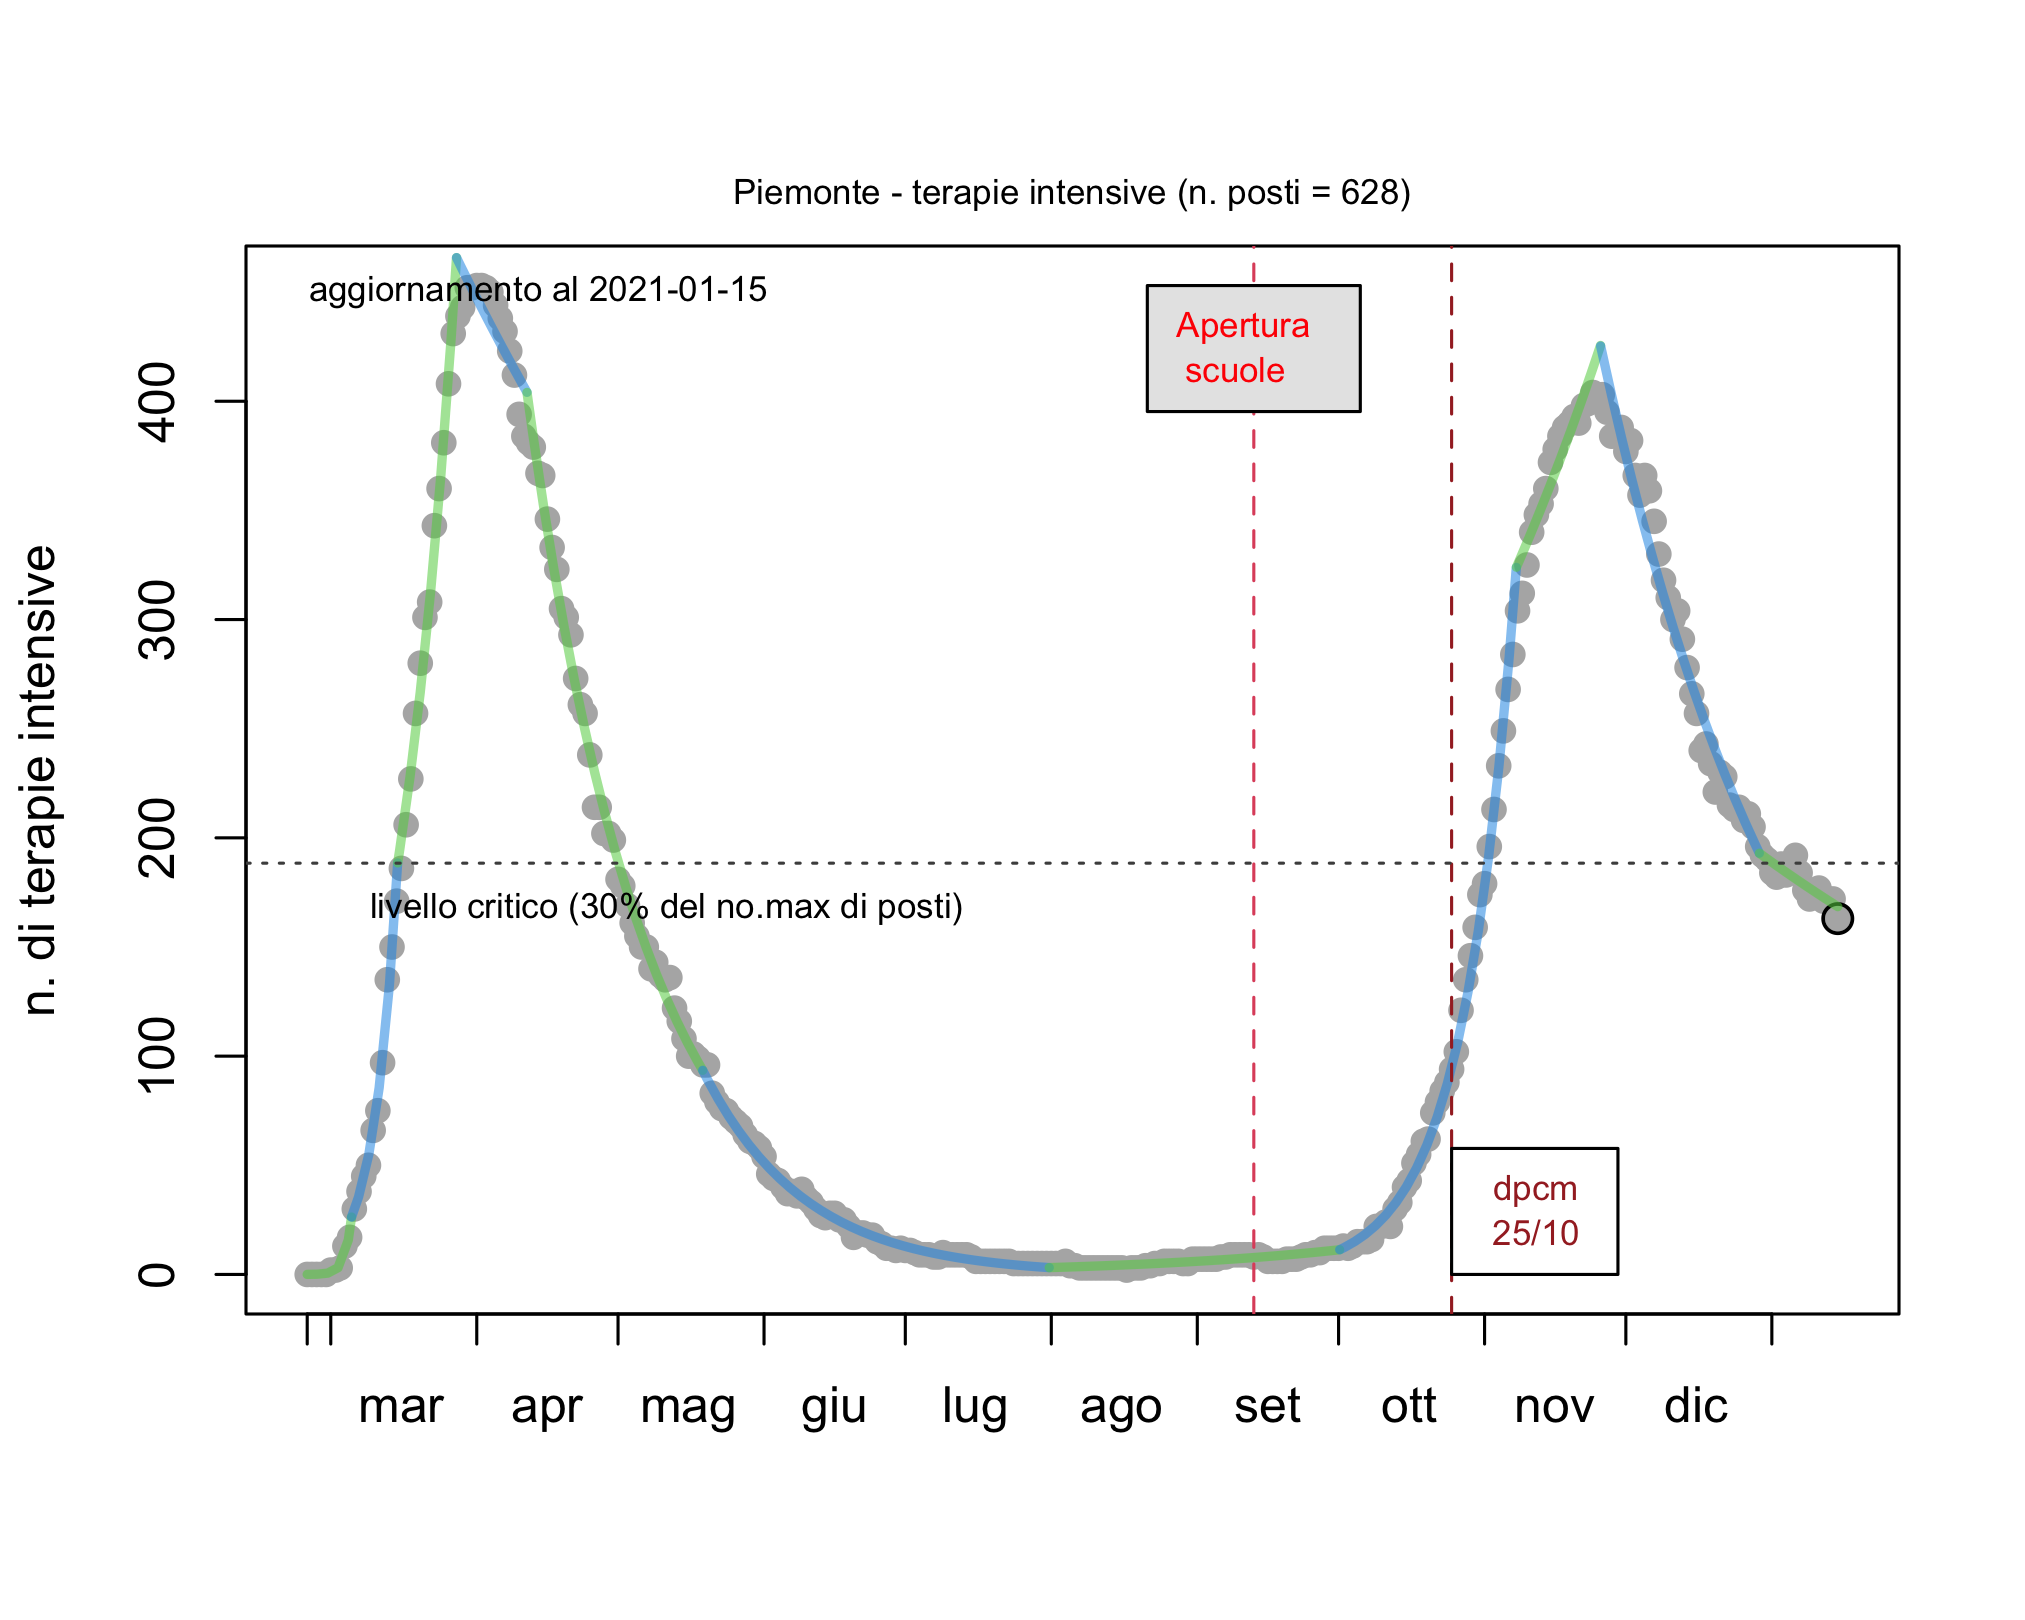 Piemonte - terapie intensive (n. posti = 628)
aggiornamento al 2021-01-15
Apertura
scuole
n. di terapie intensive
400
300
200
100
0
livello critico (30% del no.max di posti)
dpcm
25/10
mar apr mag giu lug ago set ott nov dic